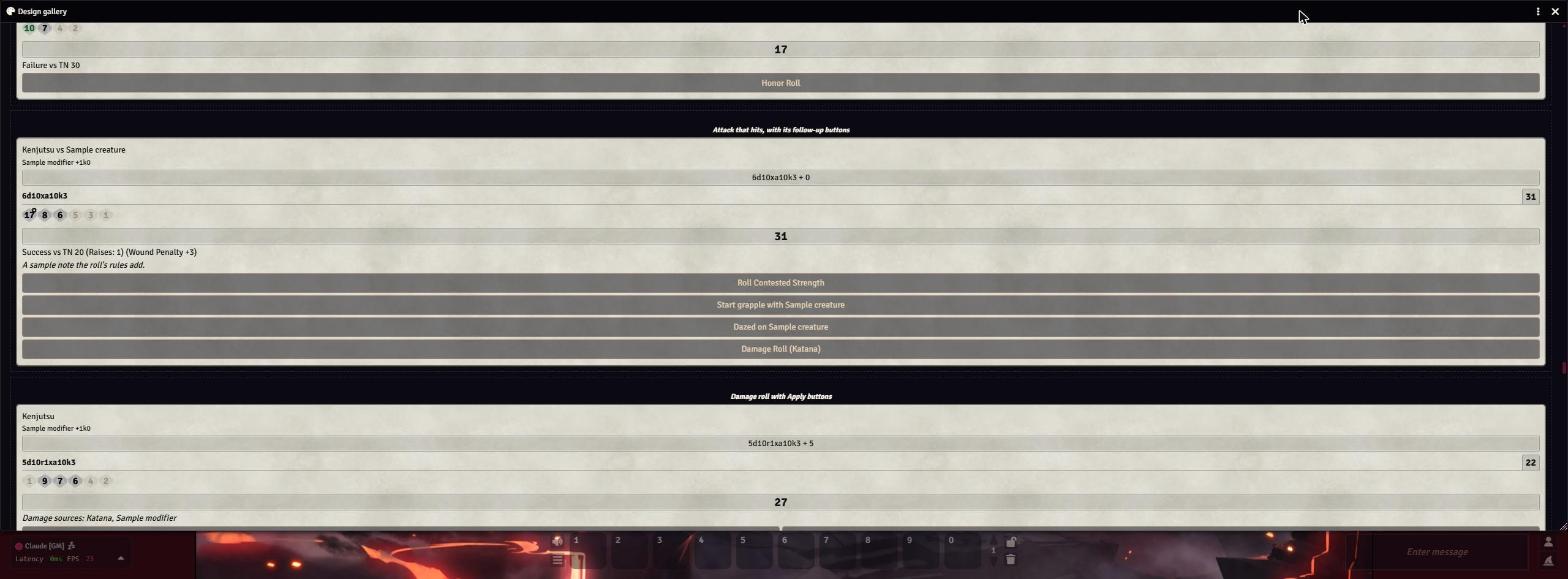 Design gallery
10 7 4 2
17
Failure vs TN 30
Honor Roll
Attack that hits, with its follow-up buttons
Kenjutsu vs Sample creature
Sample modifier +1k0
6d10xa10k3 + 0
6d10xa10k3 31
17 8 6 5 3 1
31
Success vs TN 20 (Raises: 1) (Wound Penalty +3)
A sample note the roll's rules add.
Roll Contested Strength
Start grapple with Sample creature
Dazed on Sample creature
Damage Roll (Katana)
Damage roll with Apply buttons
Kenjutsu
Sample modifier +1k0
5d10r1xa10k3 + 5
5d10r1xa10k3 22
1 9 7 6 4 2
27
Damage sources: Katana, Sample modifier
Claude [GM]
Latency 0ms FPS 23
1 2 3 4 5 6 7 8 9 0
1
Enter message